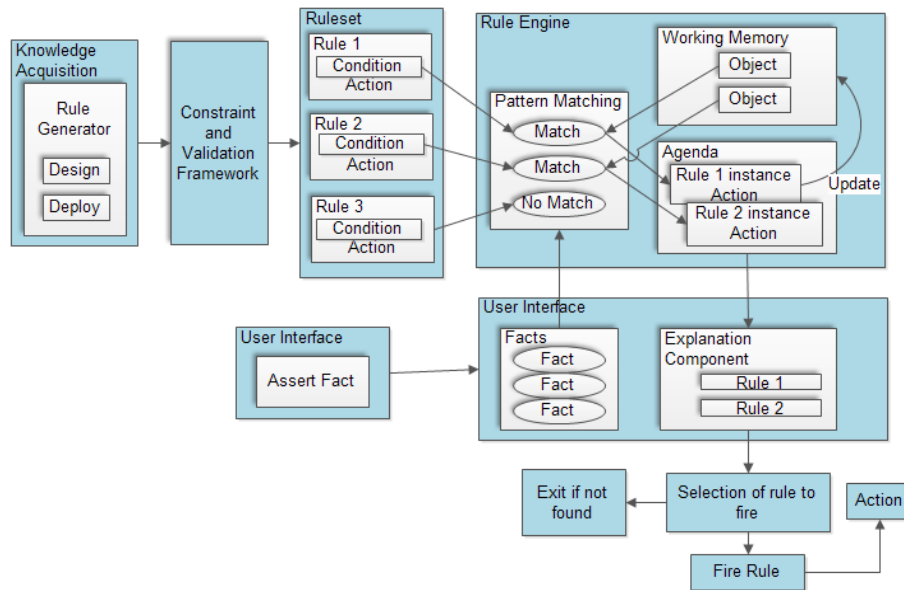 Knowledge
Acquisition
Rule
Generator
Design
Deploy
Constraint
and
Validation
Framework
Ruleset
Rule 1
Condition
Action
Rule 2
Condition
Action
Rule 3
Condition
Action
Rule Engine
Pattern Matching
Match
Match
No Match
Working Memory
Object
Object
Agenda
Rule 1 instance
Action
Rule 2 instance
Action
Update
User Interface
Assert Fact
User Interface
Facts
Fact
Fact
Fact
Explanation
Component
Rule 1
Rule 2
Exit if not
found
Selection of rule to
fire
Action
Fire Rule